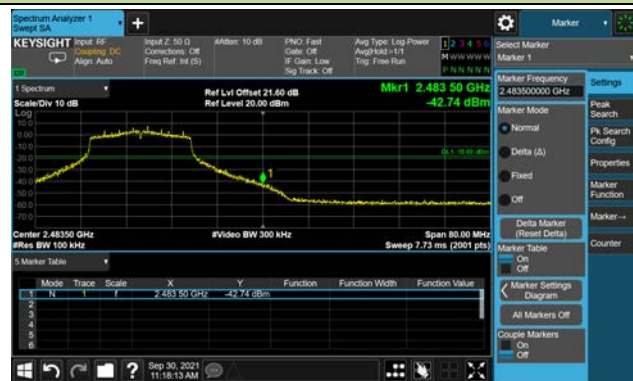 Spectrum Analyzer 1
Swept SA
Marker
KEYSIGHT
Input: RF
Coupling: DC
Align: Auto
Input Z: 50 Ω
Corrections: Off
Freq Ref: Int (S)
#Atten: 10 dB
PNO: Fast
Gate: Off
IF Gain: Low
Sig Track: Off
Avg Type: Log-Power
Avg|Hold:>1/1
Trig: Free Run
1 2 3 4 5 6
M W W W W W
P N N N N N
Select Marker
Marker 1
1 Spectrum
Scale/Div 10 dB
Log
Ref Lvl Offset 21.60 dB
Ref Level 20.00 dBm
Mkr1 2.483 500 GHz
-42.74 dBm
10.0
0.00
-10.0
-20.0
-30.0
-40.0
-50.0
-60.0
-70.0
1
Center 2.48350 GHz
#Res BW 100 kHz
#Video BW 300 kHz
Span 80.00 MHz
Sweep 7.73 ms (2001 pts)
5 Marker Table
Mode Trace Scale X Y Function Function Width Function Value
1 N 1 f 2.483 50 GHz -42.74 dBm
2
3
4
5
6
Marker Frequency
2.483500000 GHz
Marker Mode
Normal
Delta (Δ)
Fixed
Off
Delta Marker
(Reset Delta)
Marker Table
On
Off
Marker Settings
Diagram
All Markers Off
Couple Markers
On
Off
Settings
Peak
Search
Pk Search
Config
Properties
Marker
Function
Marker→
Counter
Sep 30, 2021
11:18:13 AM